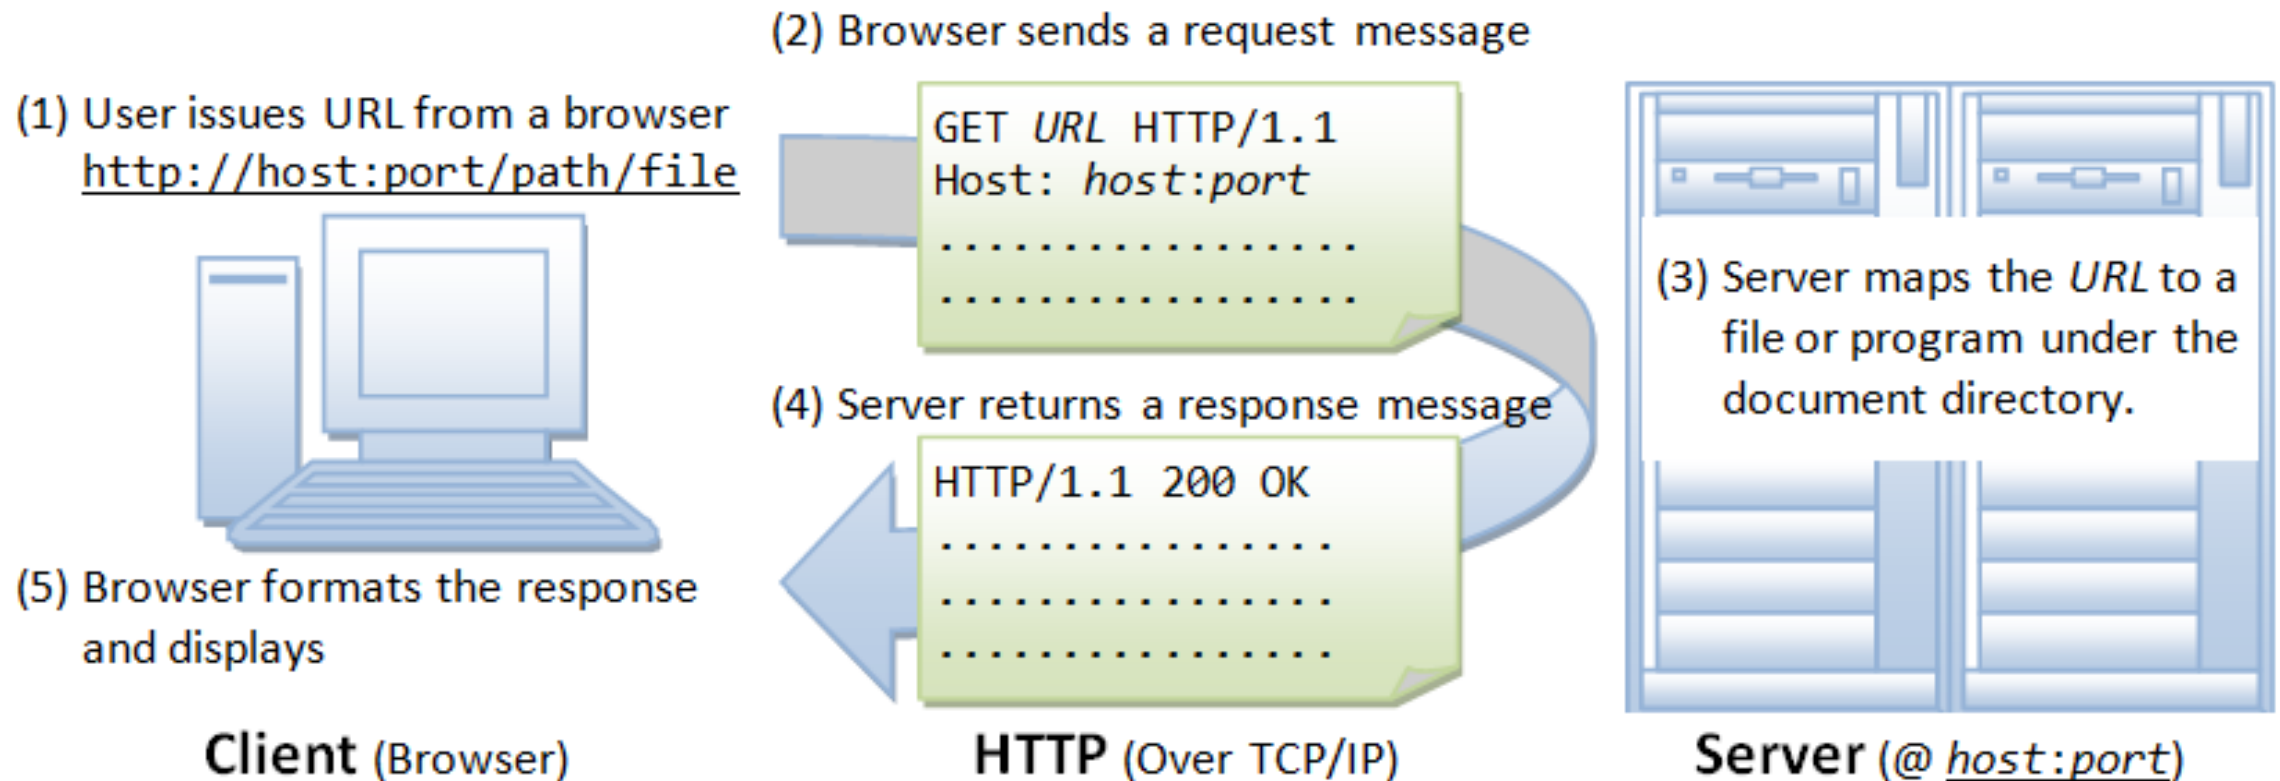 (1) User issues URL from a browser
http://host:port/path/file
(2) Browser sends a request message
GET URL HTTP/1.1
Host: host:port
..................
..................
(3) Server maps the URL to a
file or program under the
document directory.
(4) Server returns a response message
HTTP/1.1 200 OK
.................
.................
.................
(5) Browser formats the response
and displays
Client (Browser)
HTTP (Over TCP/IP)
Server (@ host:port)